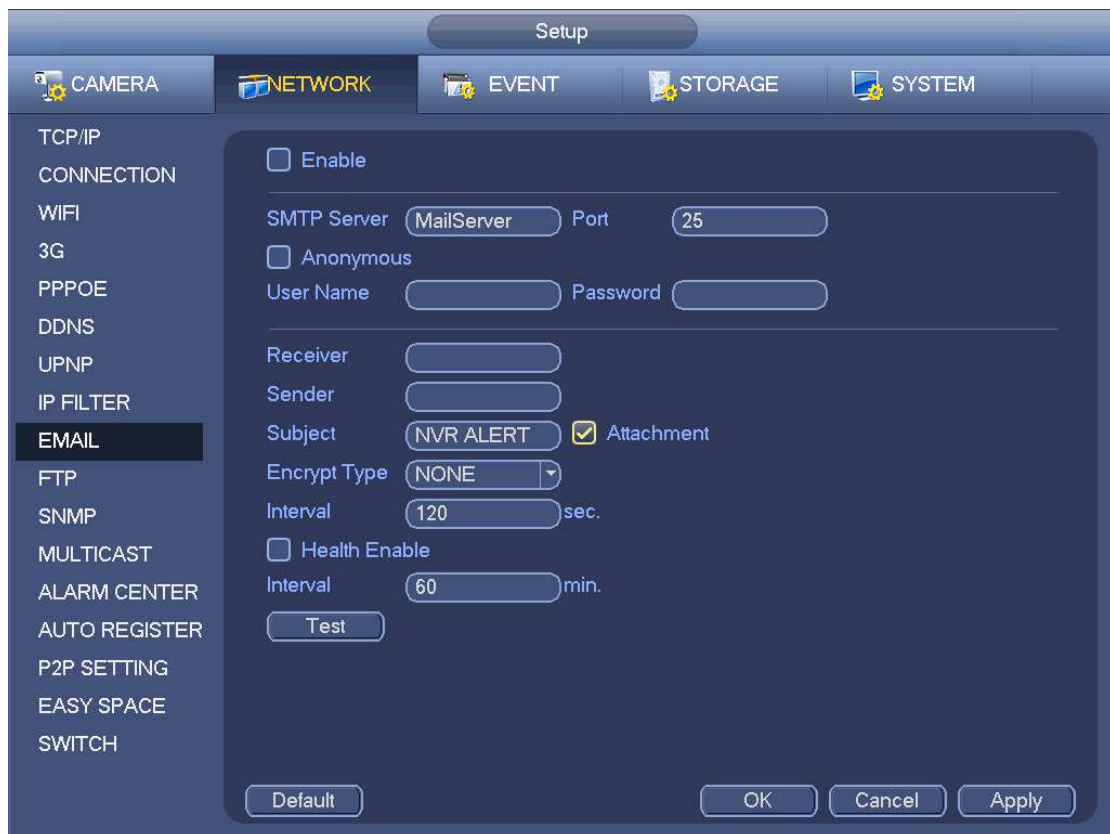 Setup
CAMERA NETWORK EVENT STORAGE SYSTEM
TCP/IP
CONNECTION
WIFI
3G
PPPOE
DDNS
UPNP
IP FILTER
EMAIL
FTP
SNMP
MULTICAST
ALARM CENTER
AUTO REGISTER
P2P SETTING
EASY SPACE
SWITCH
Enable
SMTP Server MailServer Port 25
Anonymous
User Name Password
Receiver
Sender
Subject NVR ALERT Attachment
Encrypt Type NONE
Interval 120 sec.
Health Enable
Interval 60 min.
Test
Default OK Cancel Apply